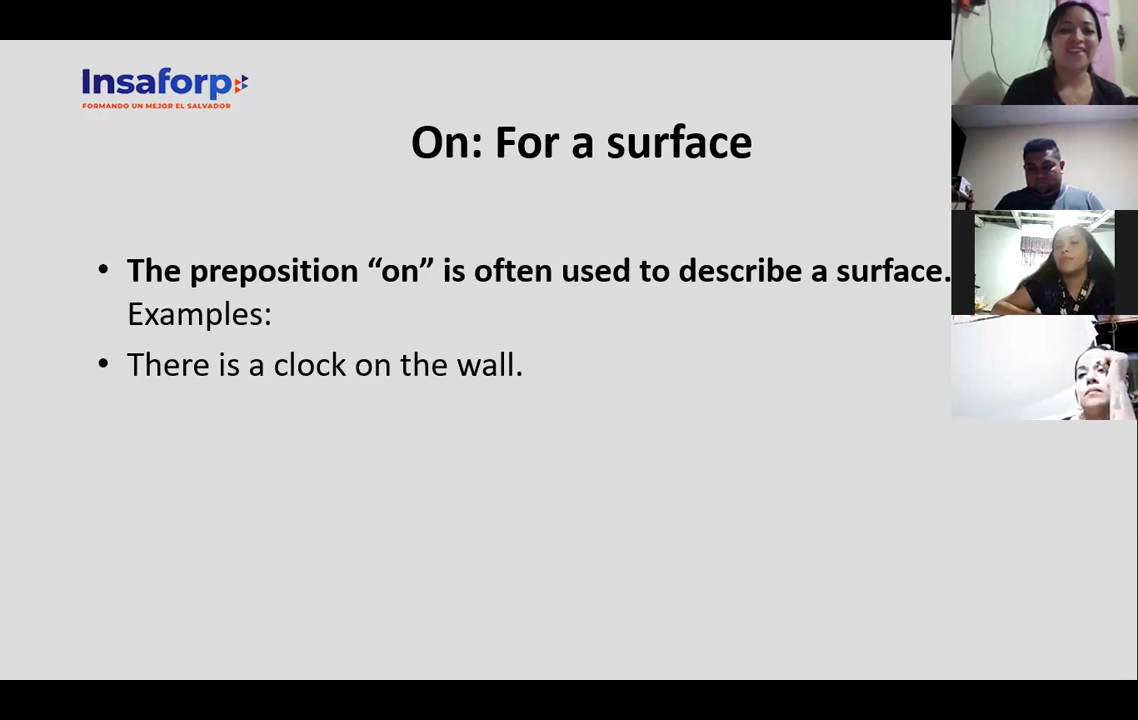 Insaforp
FORMANDO UN MEJOR EL SALVADOR
On: For a surface
• The preposition “on” is often used to describe a surface.
Examples:
• There is a clock on the wall.